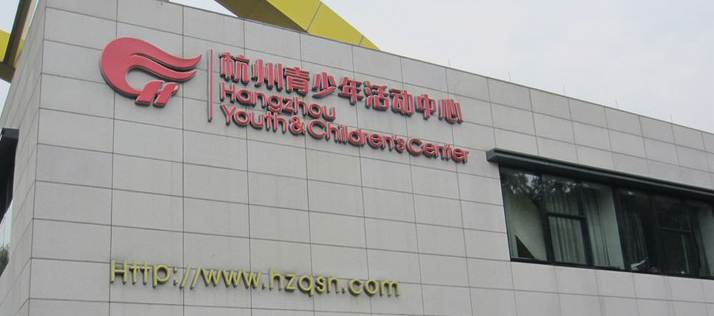 杭州青少年活动中心
Hangzhou
Youth & Children's Center
Http://www.hzqsn.com